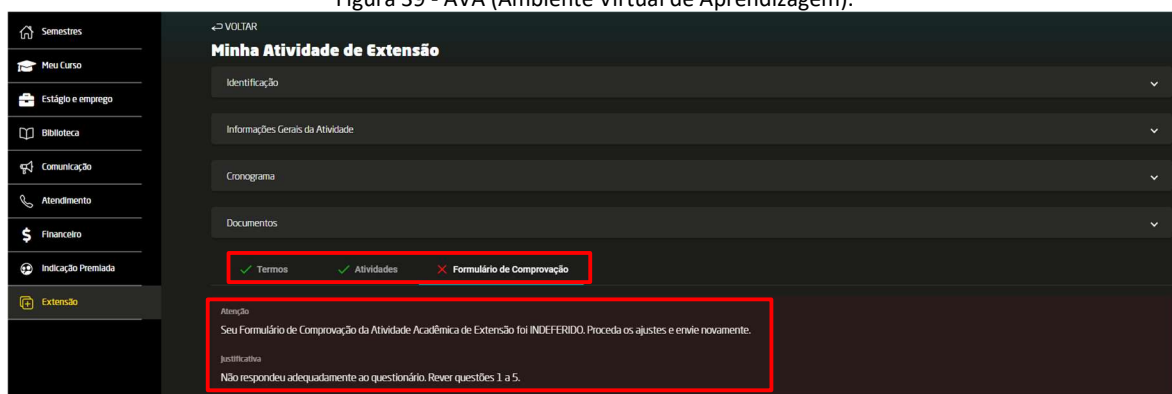 Figura 39 - AVA (Ambiente Virtual de Aprendizagem).
Semestres
Meu Curso
Estágio e emprego
Biblioteca
Comunicação
Atendimento
Financeiro
Indicação Premiada
Extensão
VOLTAR
Minha Atividade de Extensão
Identificação
Informações Gerais da Atividade
Cronograma
Documentos
Termos Atividades Formulário de Comprovação
Atenção
Seu Formulário de Comprovação da Atividade Acadêmica de Extensão foi INDEFERIDO. Proceda os ajustes e envie novamente.
Justificativa
Não respondeu adequadamente ao questionário. Rever questões 1 a 5.